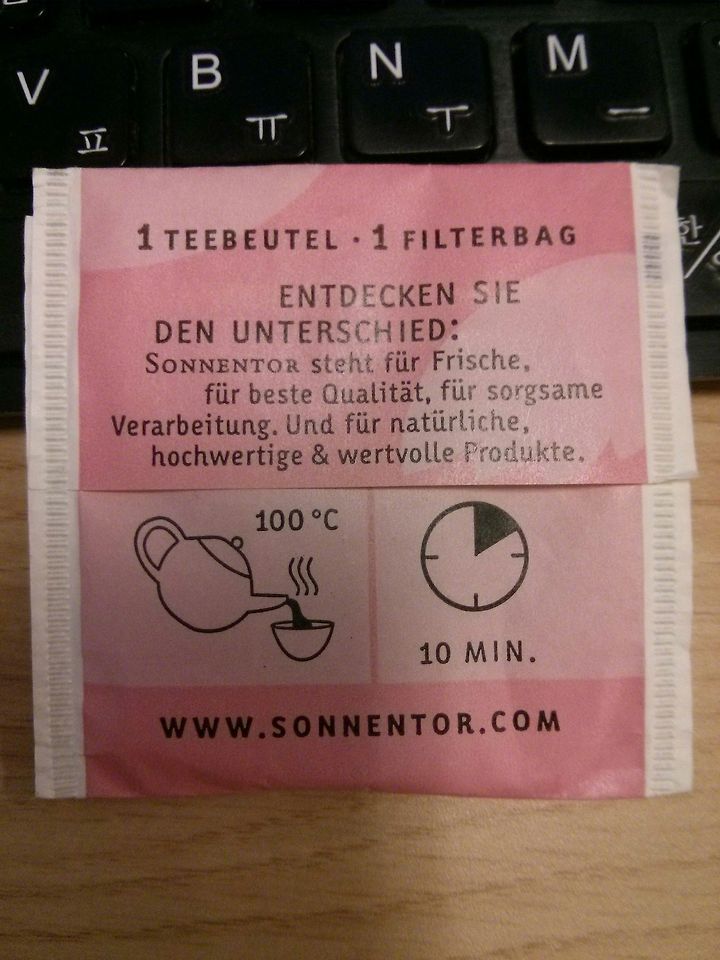 V
ㅍ
B
ㅠ
N
ㅜ
M
ㅡ
한/
1 TEEBEUTEL · 1 FILTERBAG
ENTDECKEN SIE
DEN UNTERSCHIED:
SONNENTOR steht für Frische,
für beste Qualität, für sorgsame
Verarbeitung. Und für natürliche,
hochwertige & wertvolle Produkte.
100 °C
10 MIN.
WWW.SONNENTOR.COM